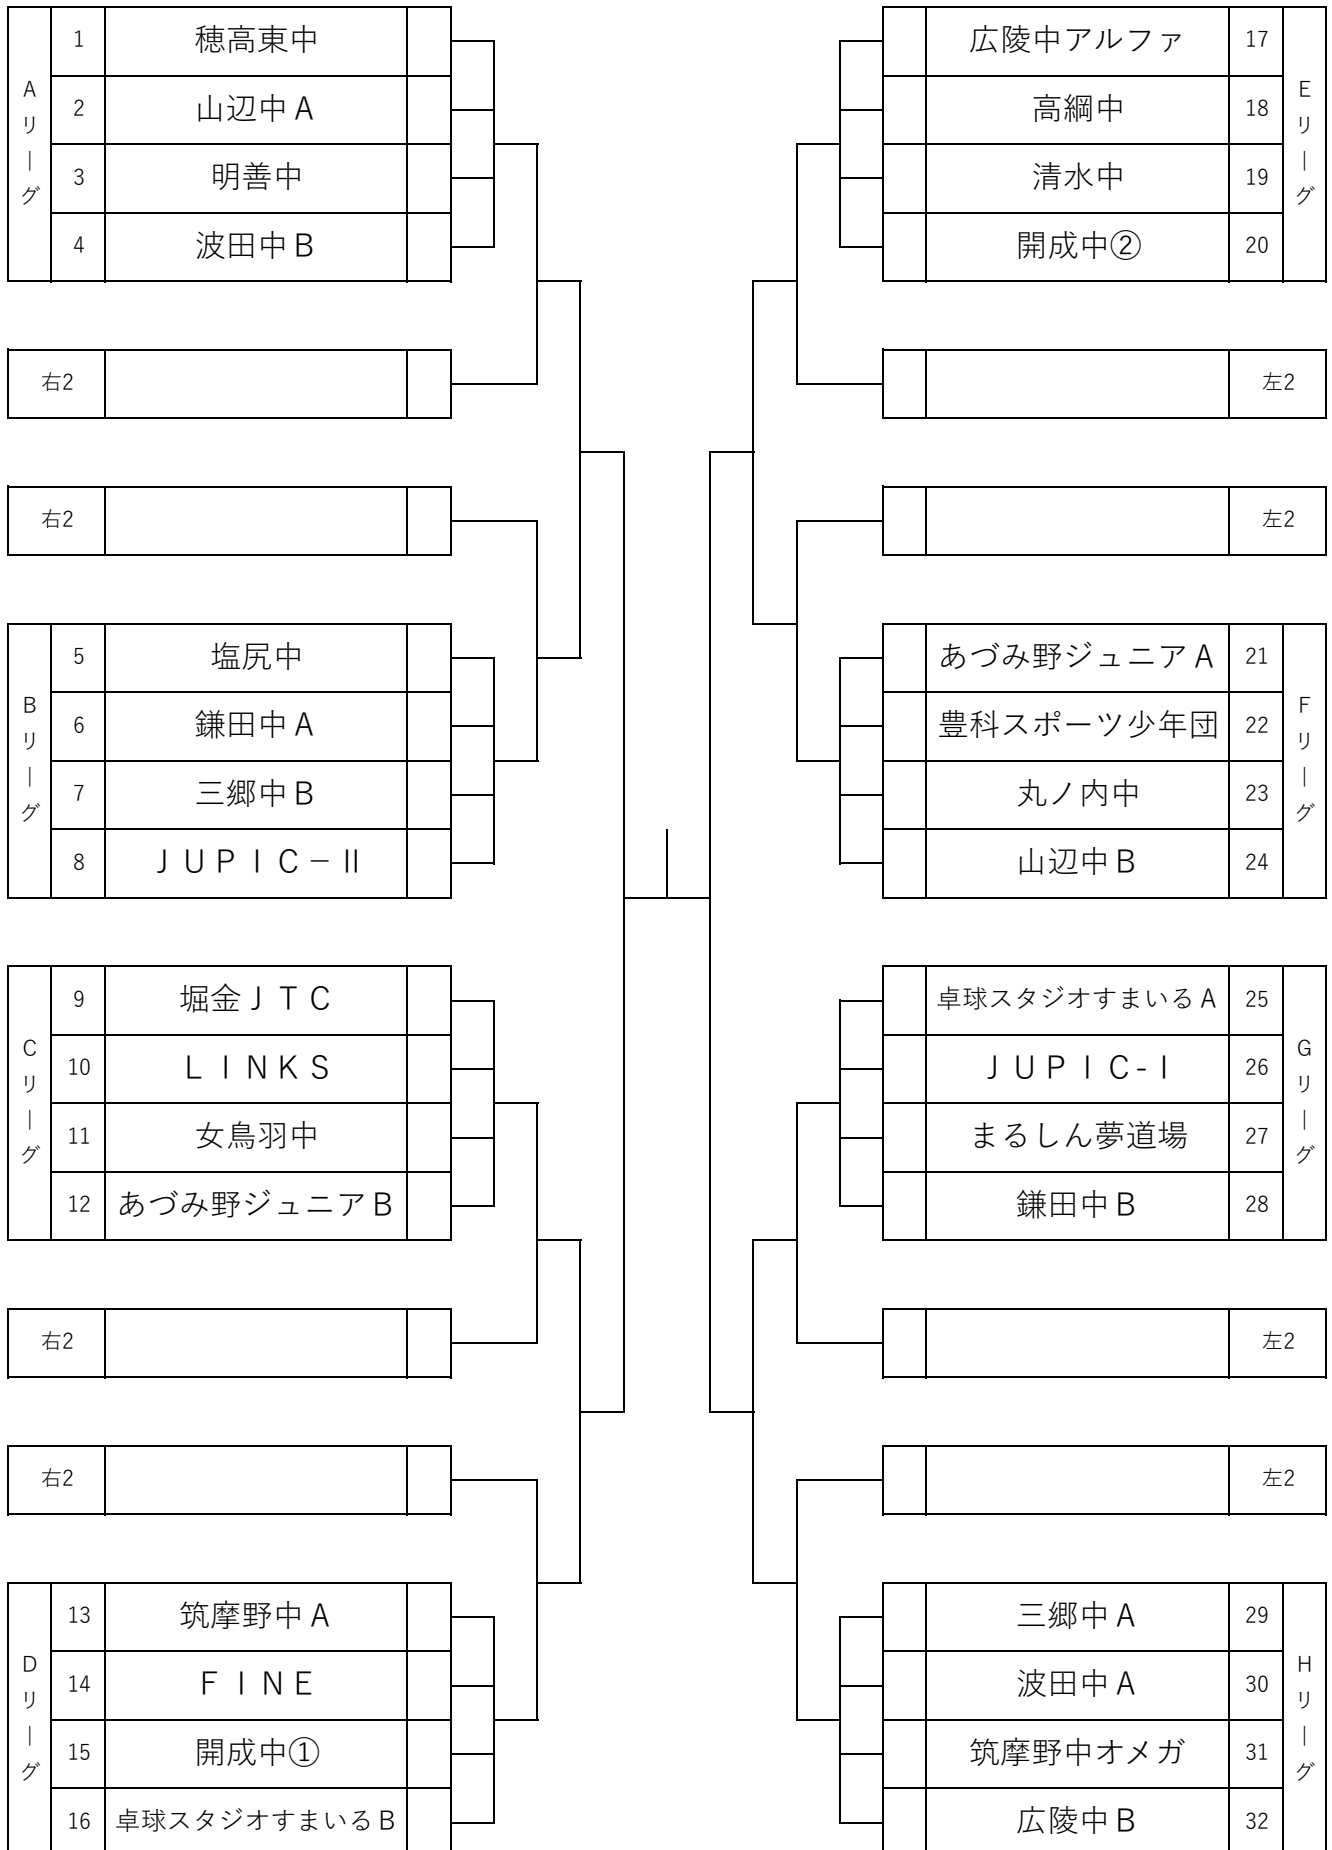 Aリーグ
1 穂高東中
2 山辺中A
3 明善中
4 波田中B
右2
右2
Bリーグ
5 塩尻中
6 鎌田中A
7 三郷中B
8 ＪＵＰＩＣ－Ⅱ
Cリーグ
9 堀金ＪＴＣ
10 ＬＩＮＫＳ
11 女鳥羽中
12 あづみ野ジュニアB
右2
右2
Dリーグ
13 筑摩野中A
14 ＦＩＮＥ
15 開成中①
16 卓球スタジオすまいるB
広陵中アルファ 17
高綱中 18
清水中 19
開成中② 20
Eリーグ
左2
左2
あづみ野ジュニアA 21
豊科スポーツ少年団 22
丸ノ内中 23
山辺中B 24
Fリーグ
卓球スタジオすまいるA 25
ＪＵＰＩＣ-Ⅰ 26
まるしん夢道場 27
鎌田中B 28
Gリーグ
左2
左2
三郷中A 29
波田中A 30
筑摩野中オメガ 31
広陵中B 32
Hリーグ